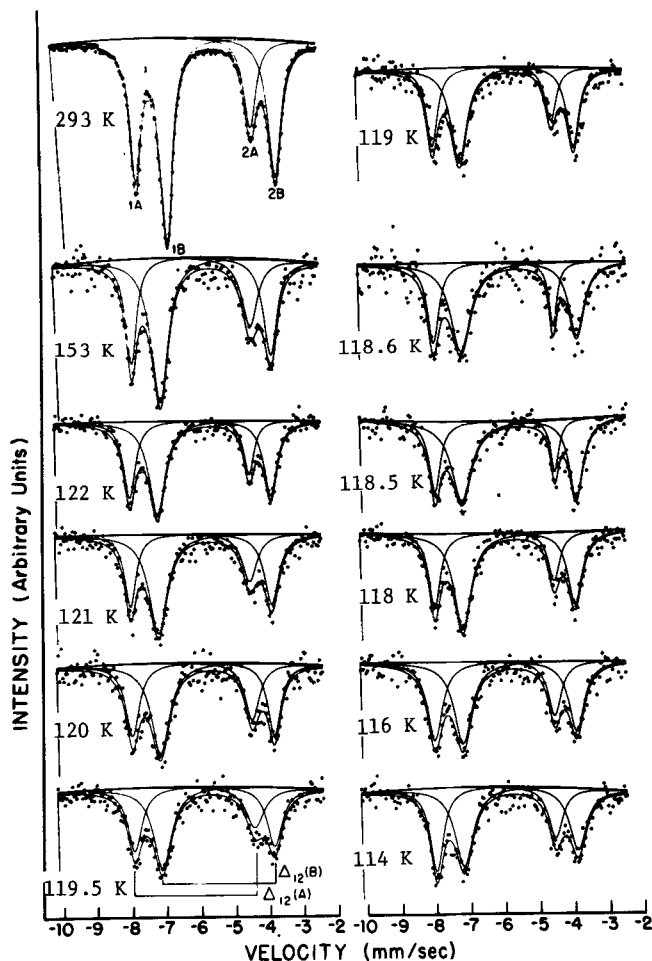 INTENSITY (Arbitrary Units)
293 K
1
1A
1B
2A
2B
153 K
122 K
121 K
120 K
119.5 K
Δ12(B)
Δ12(A)
-10 -9 -8 -7 -6 -5 -4 -3 -2
119 K
118.6 K
118.5 K
118 K
116 K
114 K
-10 -9 -8 -7 -6 -5 -4 -3 -2
VELOCITY (mm/sec)